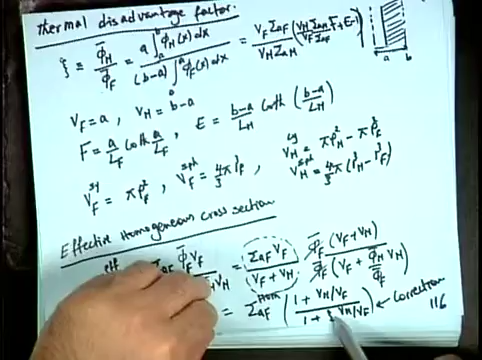 thermal disadvantage factor.
ξ ≡ φ̄_H / φ̄_F = a ∫_a^b φ_H(x) dx / (b-a) ∫_0^a φ_F(x) dx = V_F Σ_aF / V_H Σ_aH ( V_H Σ_aH / V_F Σ_aF F + E - 1 )
a b
V_F = a , V_H = b-a
F = a/L_F coth a/L_F , E = b-a/L_H coth ( b-a/L_H )
V_F^cy = πρ_F^2 , V_F^sph = 4/3 π ρ_F^3 , V_H^cy = πρ_H^2 - πρ_F^2
V_H^sph = 4/3 π (ρ_H^3 - ρ_F^3)
Effective Homogeneous Cross section
eff φ̄_F V_F = Σ_aF V_F / V_F + V_H φ̄_F (V_F + V_H) / φ̄_F (V_F + φ̄_H/φ̄_F V_H)
= Σ_aF^Hom ( 1 + V_H/V_F / 1 + ξ V_H/V_F ) ← correction
116